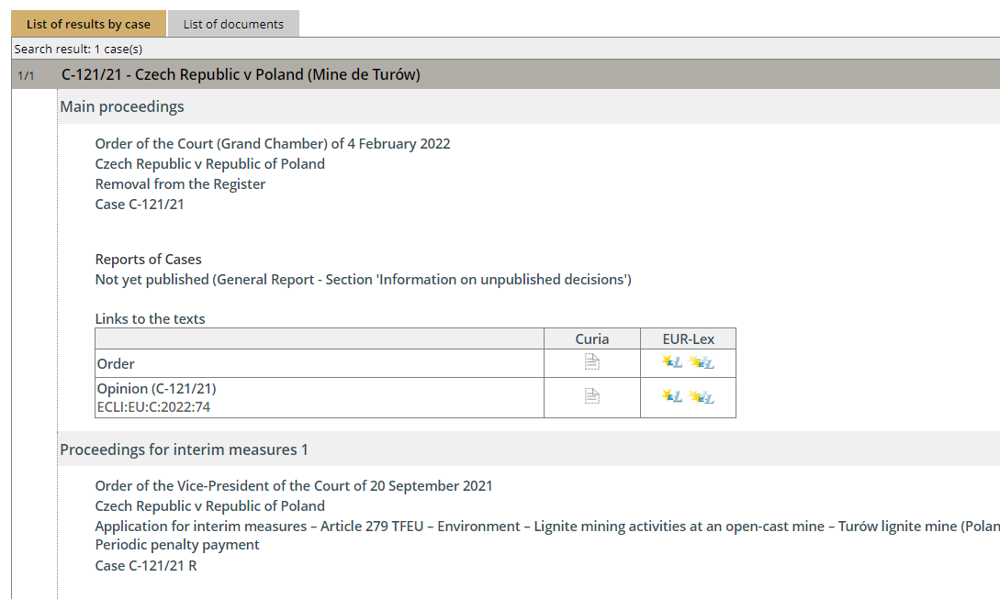 List of results by case
List of documents
Search result: 1 case(s)
1/1
C-121/21 - Czech Republic v Poland (Mine de Turów)
Main proceedings
Order of the Court (Grand Chamber) of 4 February 2022
Czech Republic v Republic of Poland
Removal from the Register
Case C-121/21
Reports of Cases
Not yet published (General Report - Section 'Information on unpublished decisions')
Links to the texts
Curia
EUR-Lex
Order
Opinion (C-121/21)
ECLI:EU:C:2022:74
Proceedings for interim measures 1
Order of the Vice-President of the Court of 20 September 2021
Czech Republic v Republic of Poland
Application for interim measures – Article 279 TFEU – Environment – Lignite mining activities at an open-cast mine – Turów lignite mine (Polan
Periodic penalty payment
Case C-121/21 R